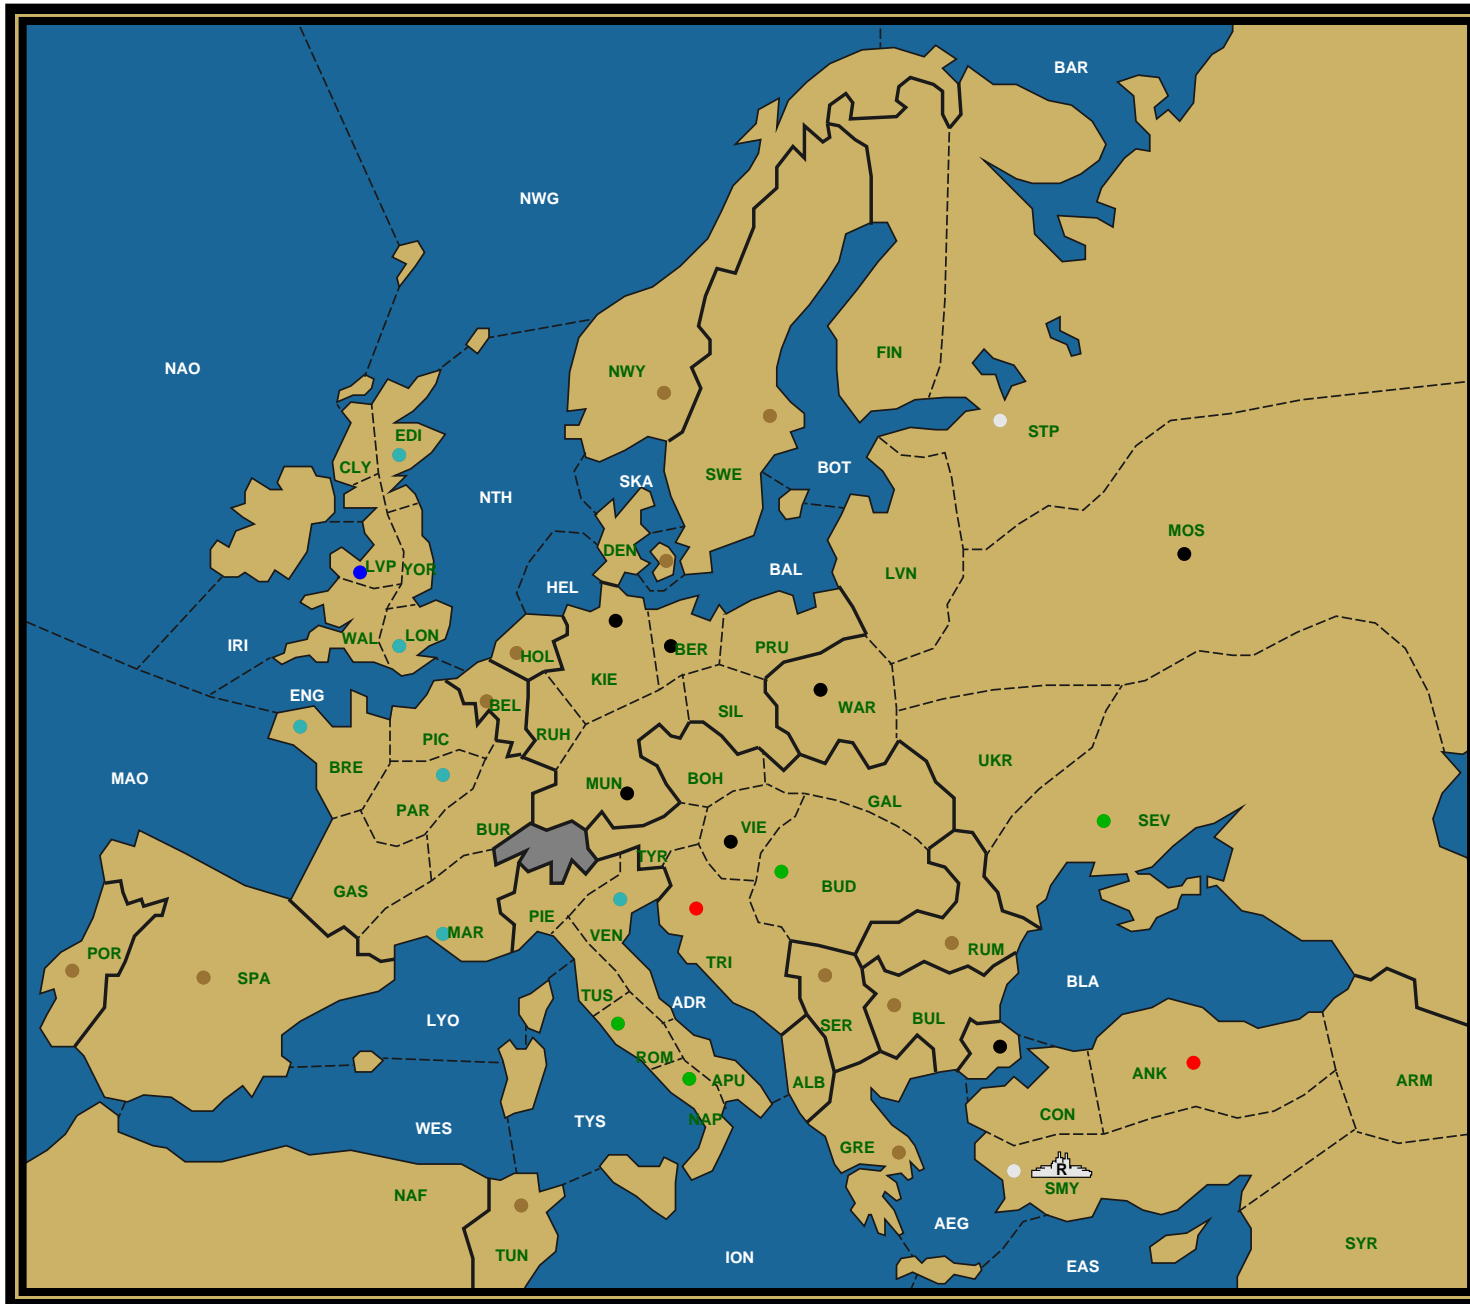 BAR
NWG
NAO
FIN
NWY
EDI
STP
CLY
SKA
BOT
SWE
NTH
MOS
DEN
LVP
YOR
BAL
LVN
HEL
IRI
WAL
LON
HOL
BER
PRU
KIE
ENG
BEL
SIL
WAR
PIC
RUH
UKR
BRE
MAO
MUN
BOH
GAL
PAR
BUR
VIE
SEV
TYR
GAS
BUD
PIE
MAR
VEN
POR
SPA
TRI
RUM
BLA
TUS
ADR
LYO
BUL
SER
ROM
ANK
APU
ALB
ARM
CON
NAP
TYS
WES
GRE
R
SMY
NAF
AEG
SYR
TUN
ION
EAS